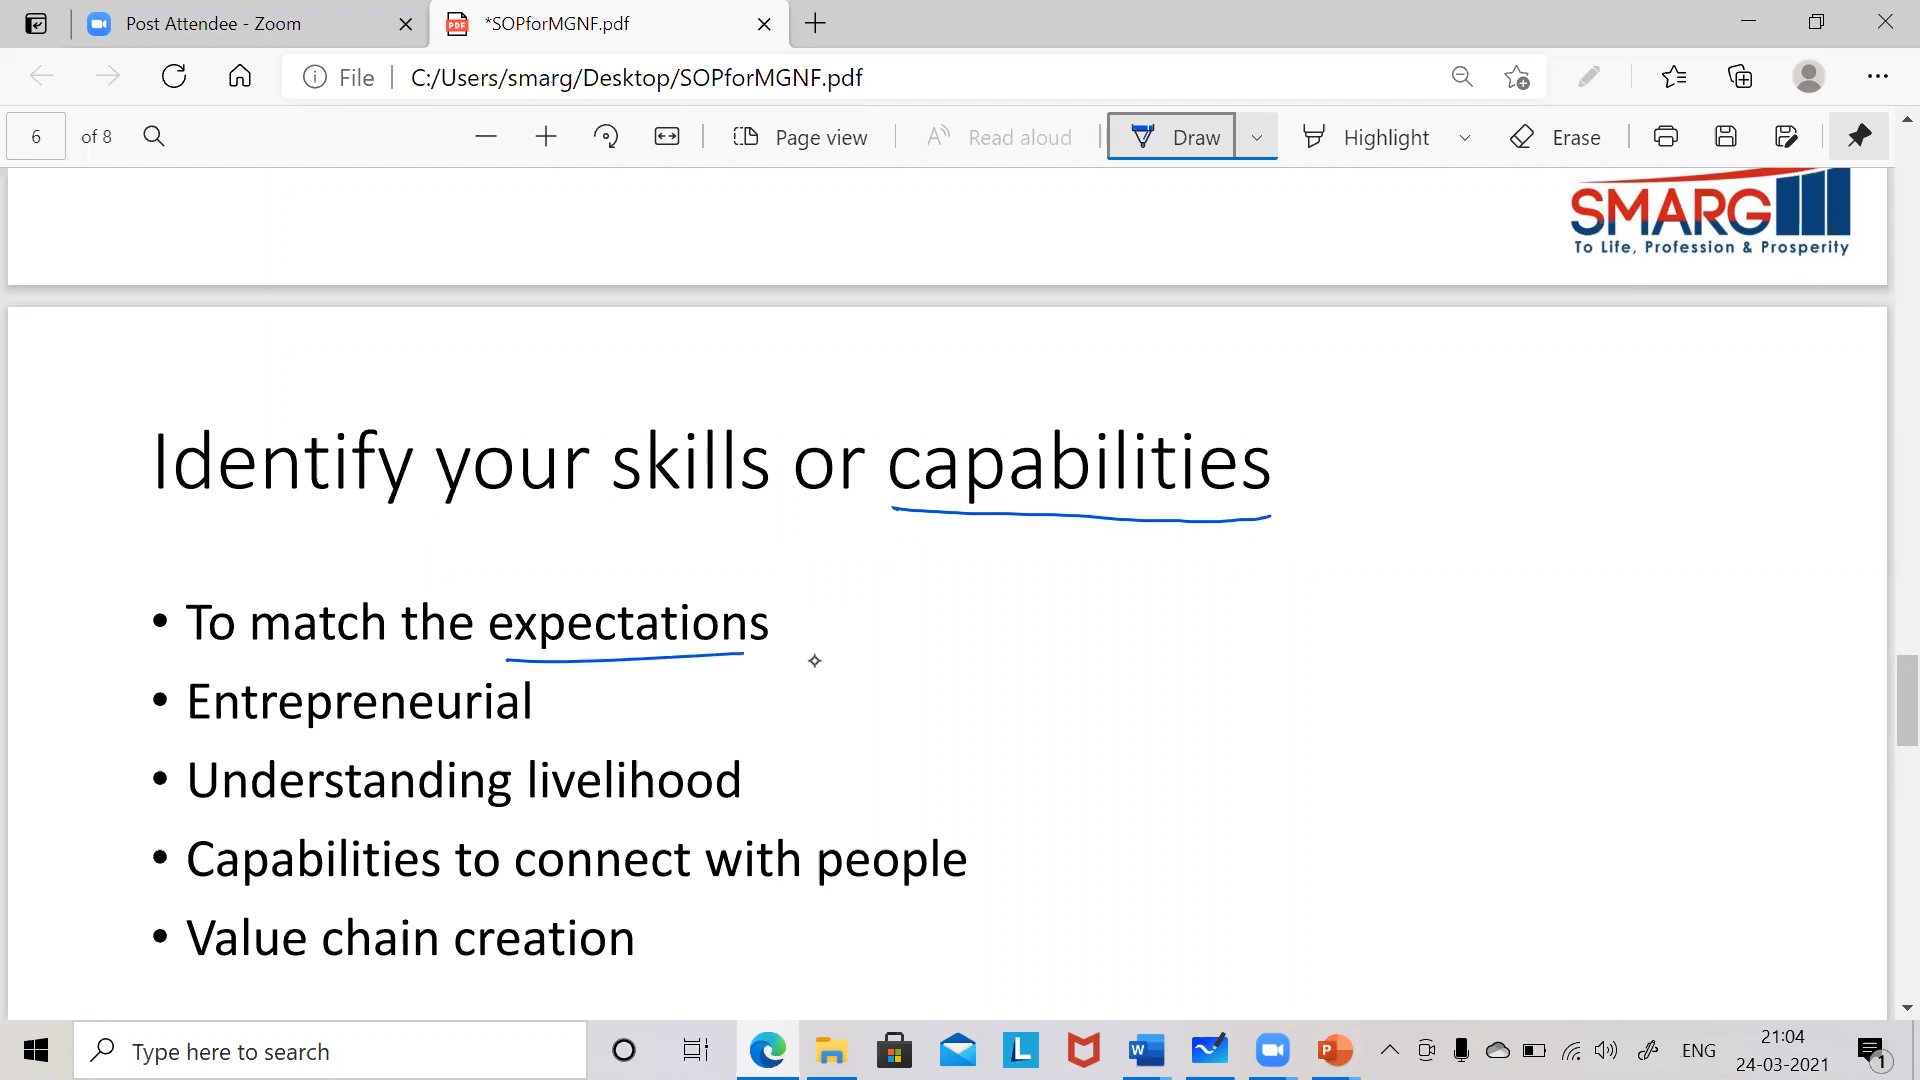 Post Attendee - Zoom
*SOPforMGNF.pdf
File
C:/Users/smarg/Desktop/SOPforMGNF.pdf
6 of 8
Page view
Read aloud
Draw
Highlight
Erase
SMARG
To Life, Profession & Prosperity
Identify your skills or capabilities
• To match the expectations
• Entrepreneurial
• Understanding livelihood
• Capabilities to connect with people
• Value chain creation
Type here to search
ENG
21:04
24-03-2021
1